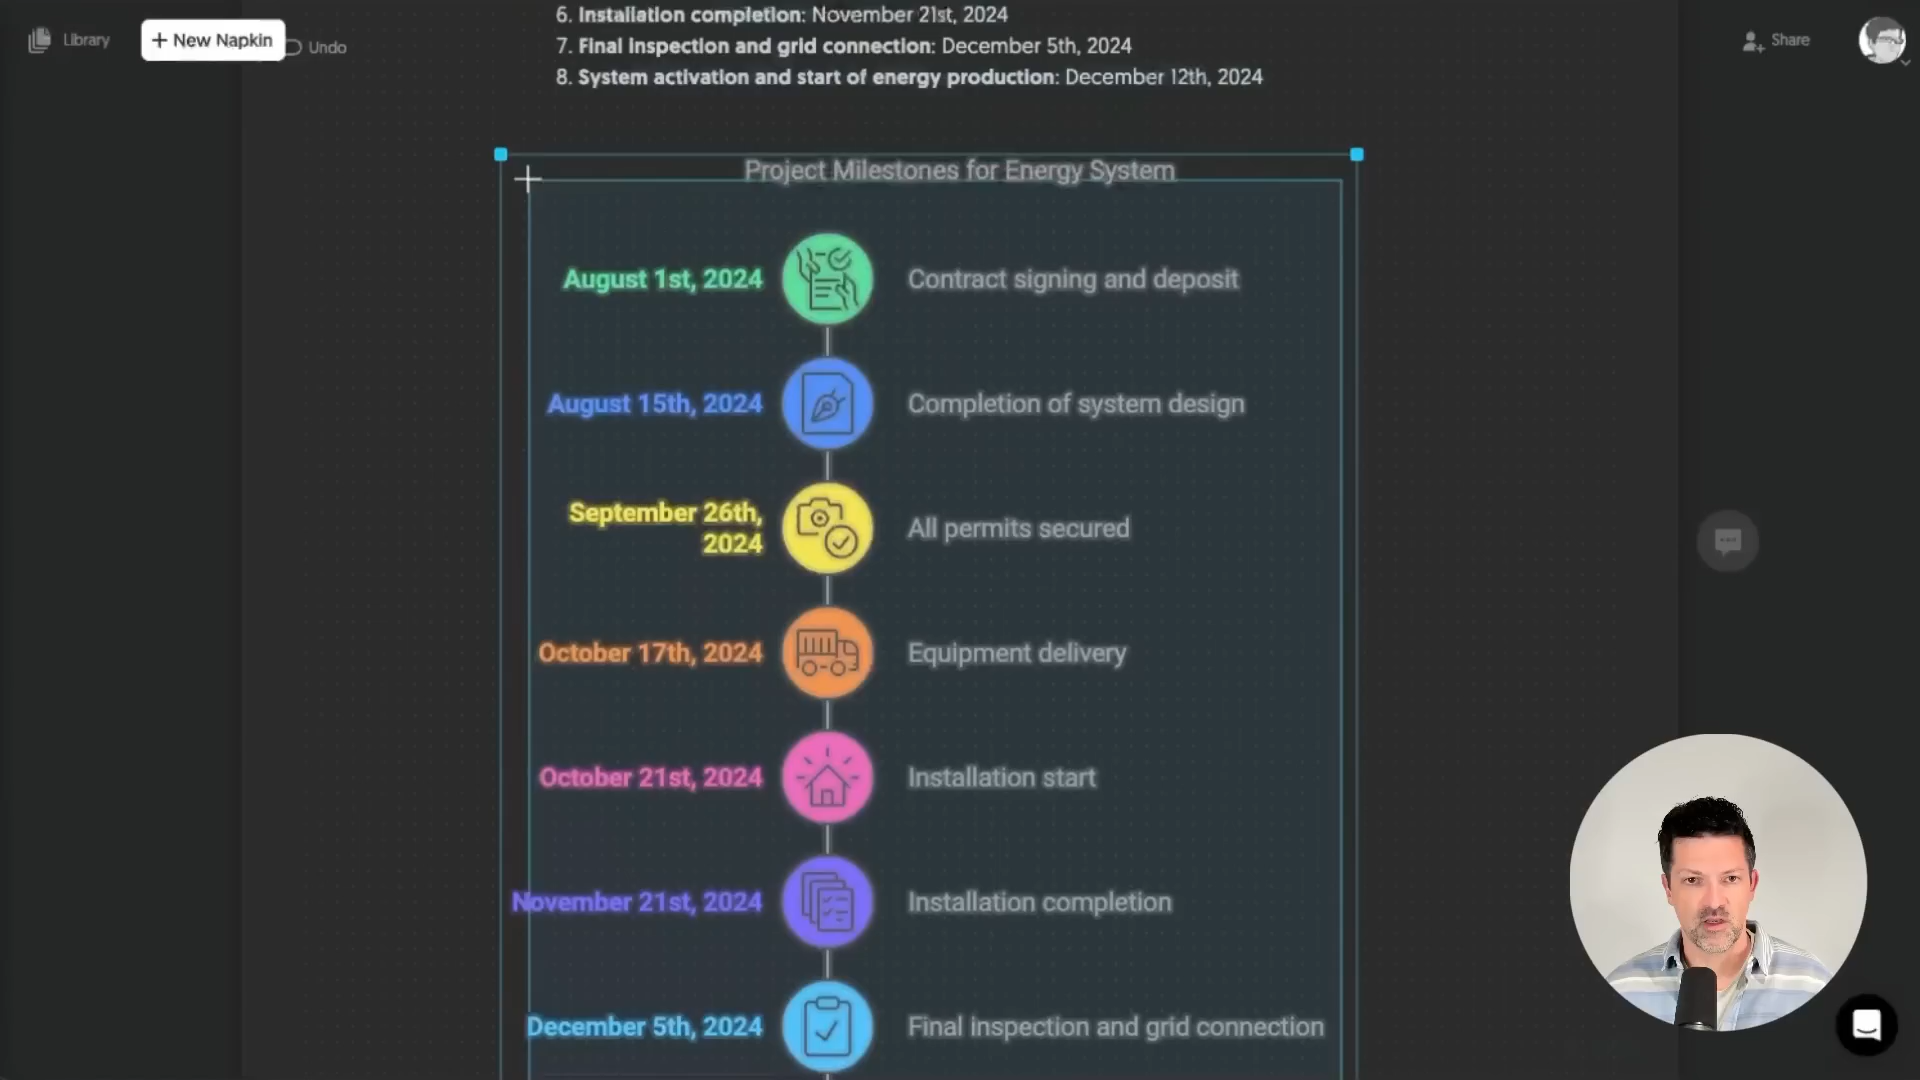 Library
+ New Napkin
Undo
Share
6. Installation completion: November 21st, 2024
7. Final inspection and grid connection: December 5th, 2024
8. System activation and start of energy production: December 12th, 2024
Project Milestones for Energy System
August 1st, 2024
Contract signing and deposit
August 15th, 2024
Completion of system design
September 26th,
2024
All permits secured
October 17th, 2024
Equipment delivery
October 21st, 2024
Installation start
November 21st, 2024
Installation completion
December 5th, 2024
Final inspection and grid connection